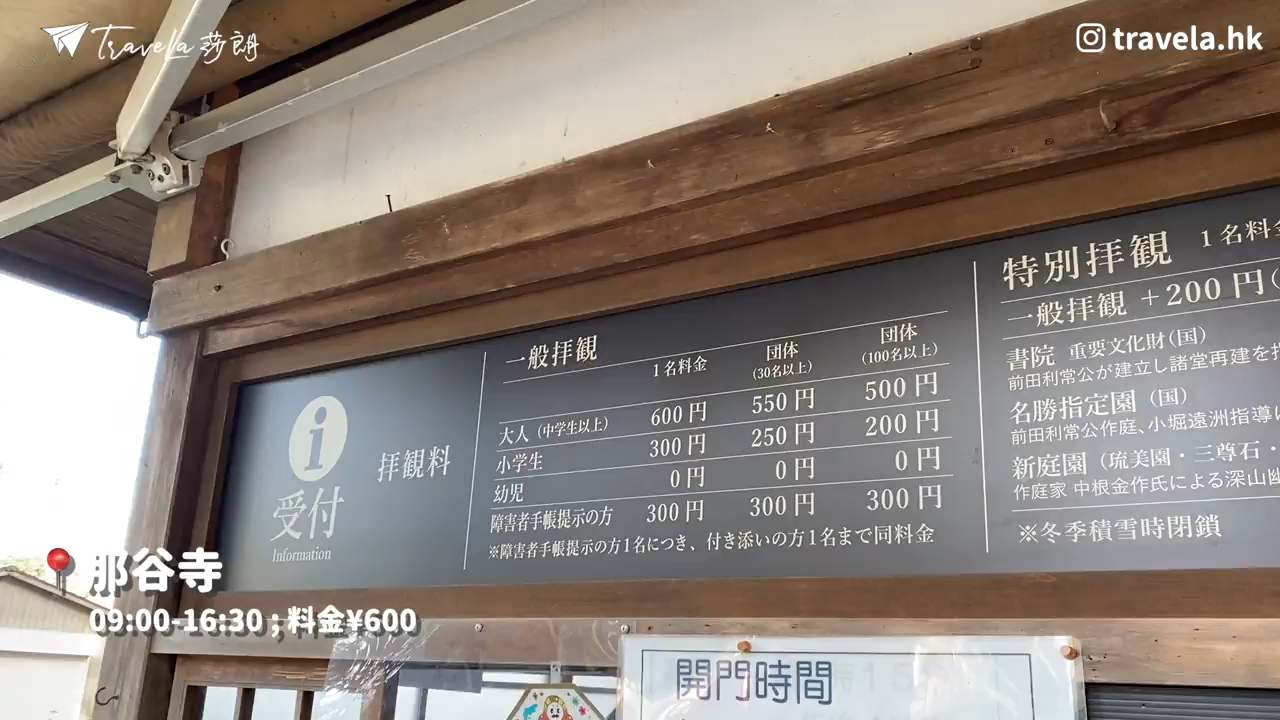 Travela 莎朗
travela.hk
受付
Information
拝観料
一般拝観
1名料金 団体 (30名以上) 団体 (100名以上)
大人(中学生以上) 600円 550円 500円
小学生 300円 250円 200円
幼児 0円 0円 0円
障害者手帳提示の方 300円 300円 300円
※障害者手帳提示の方1名につき、付き添いの方1名まで同料金
特別拝観 1名料金
一般拝観 +200円(
書院 重要文化財(国)
前田利常公が建立し諸堂再建を
名勝指定園(国)
前田利常公作庭、小堀遠洲指導
新庭園(琉美園・三尊石・
作庭家 中根金作氏による深山
※冬季積雪時閉鎖
那谷寺
09:00-16:30 ; 料金¥600
開門時間